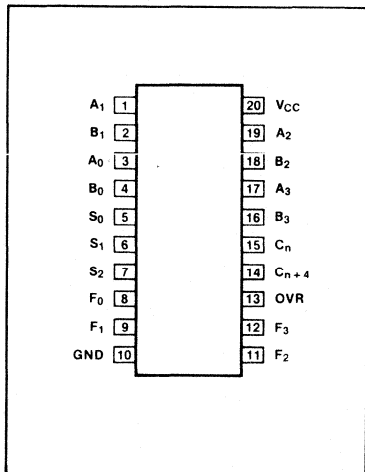 A1 1 20 VCC
B1 2 19 A2
A0 3 18 B2
B0 4 17 A3
S0 5 16 B3
S1 6 15 Cn
S2 7 14 Cn + 4
F0 8 13 OVR
F1 9 12 F3
GND 10 11 F2